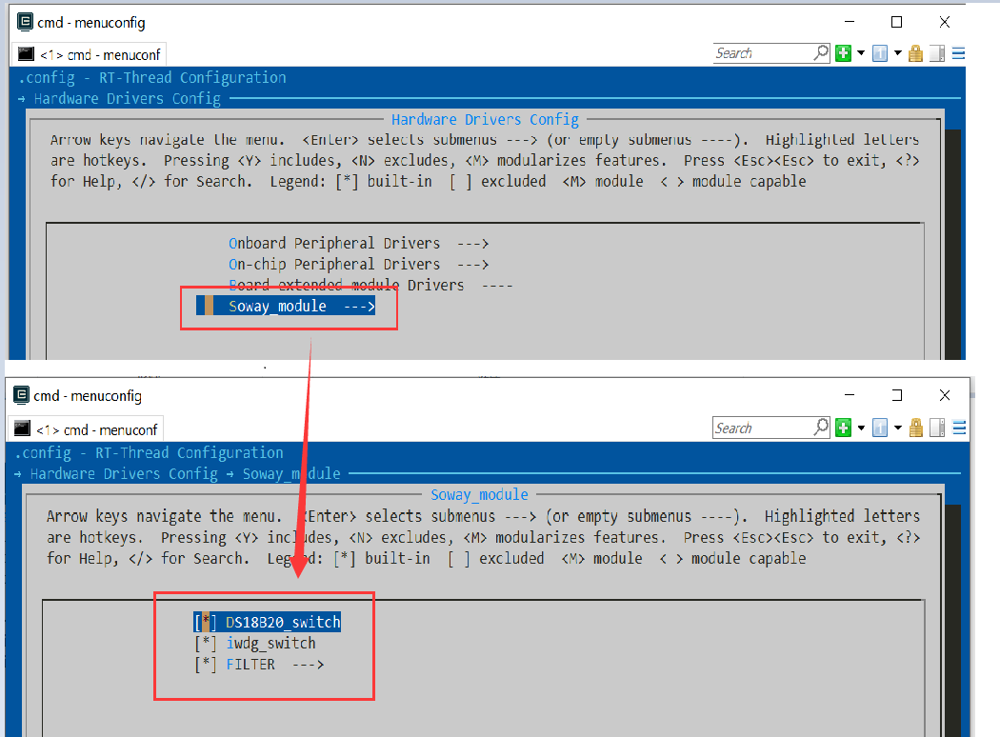 cmd - menuconfig
<1> cmd - menuconf
Search
.config - RT-Thread Configuration
→ Hardware Drivers Config
Hardware Drivers Config
Arrow keys navigate the menu.  <Enter> selects submenus ---> (or empty submenus ----).  Highlighted letters
are hotkeys.  Pressing <Y> includes, <N> excludes, <M> modularizes features.  Press <Esc><Esc> to exit, <?>
for Help, </> for Search.  Legend: [*] built-in  [ ] excluded  <M> module  < > module capable
Onboard Peripheral Drivers  --->
On-chip Peripheral Drivers  --->
Board extended module Drivers  ----
Soway_module  --->
cmd - menuconfig
<1> cmd - menuconf
Search
.config - RT-Thread Configuration
→ Hardware Drivers Config → Soway_module
Soway_module
Arrow keys navigate the menu.  <Enter> selects submenus ---> (or empty submenus ----).  Highlighted letters
are hotkeys.  Pressing <Y> includes, <N> excludes, <M> modularizes features.  Press <Esc><Esc> to exit, <?>
for Help, </> for Search.  Legend: [*] built-in  [ ] excluded  <M> module  < > module capable
[*] DS18B20_switch
[*] iwdg_switch
[*] FILTER  --->